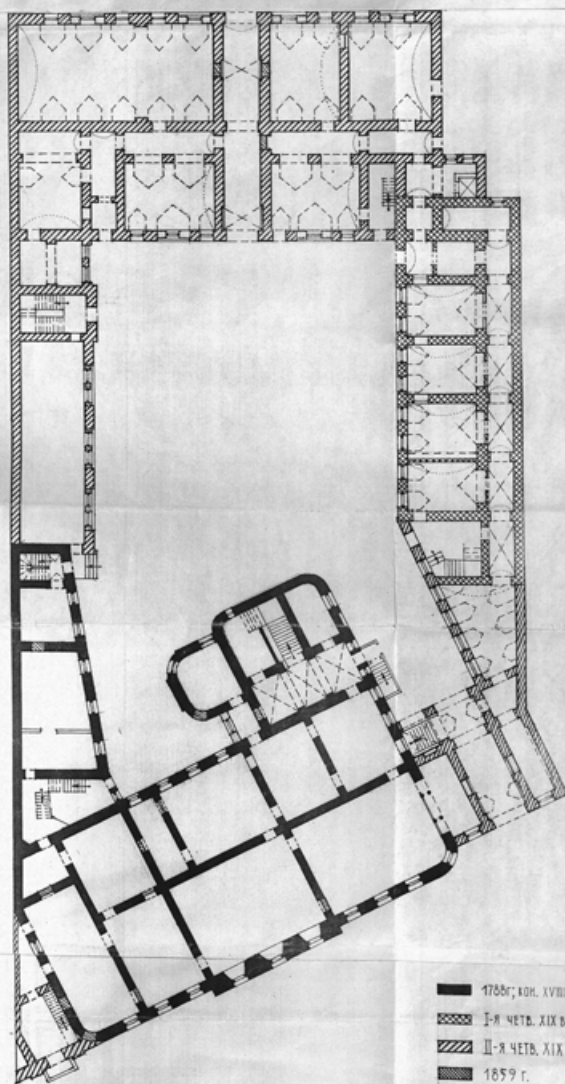 1788г; кон. XVIII
I-я четв. XIX в
II-я четв. XIX
1859 г.